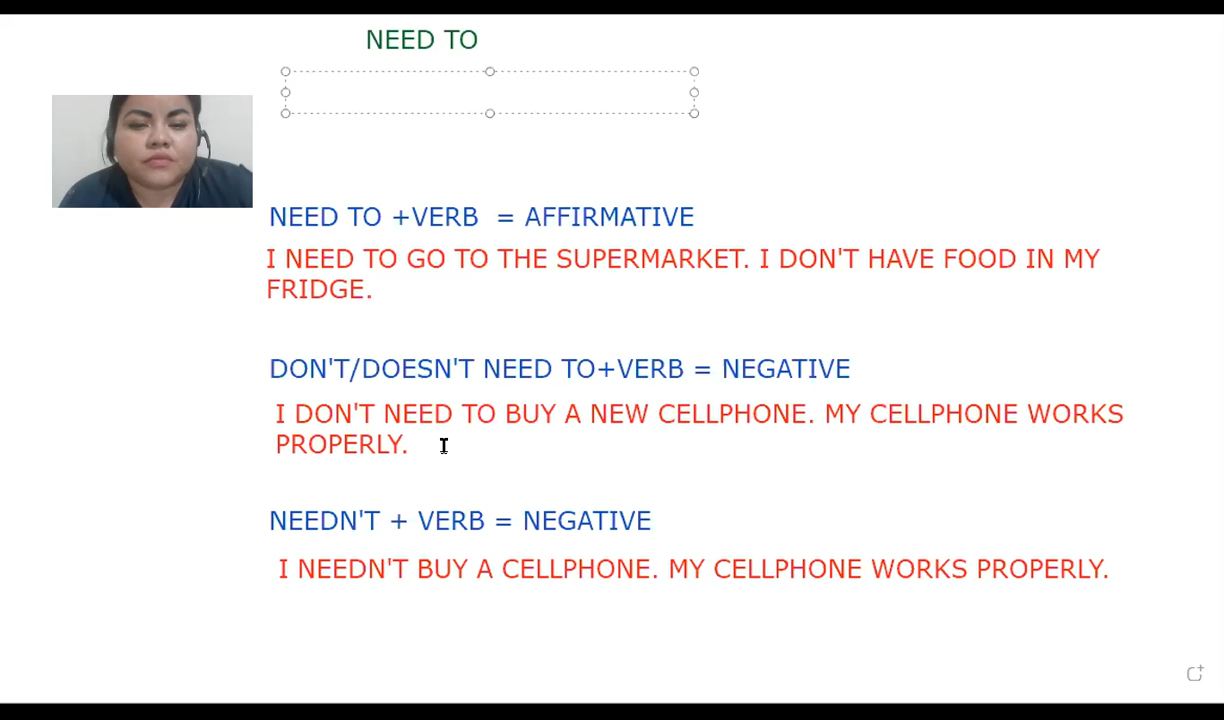 NEED TO
NEED TO +VERB = AFFIRMATIVE
I NEED TO GO TO THE SUPERMARKET. I DON'T HAVE FOOD IN MY
FRIDGE.
DON'T/DOESN'T NEED TO+VERB = NEGATIVE
I DON'T NEED TO BUY A NEW CELLPHONE. MY CELLPHONE WORKS
PROPERLY.
NEEDN'T + VERB = NEGATIVE
I NEEDN'T BUY A CELLPHONE. MY CELLPHONE WORKS PROPERLY.